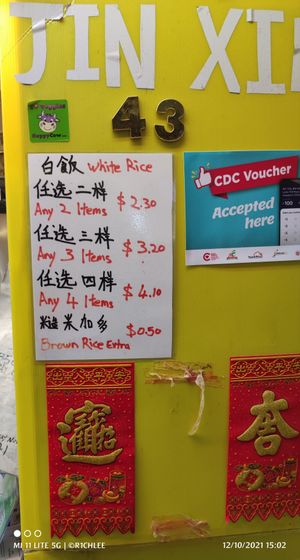 JIN XI
43
HappyCow
白飯 White Rice
任选二样
Any 2 Items $ 2.30
任选三样
Any 3 Items $ 3.20
任选四样
Any 4 Items $ 4.10
糙米加多 $0.50
Brown Rice Extra
CDC Voucher
Accepted
here
MI 11 LITE 5G | ©R1CHLEE
12/10/2021 15:02